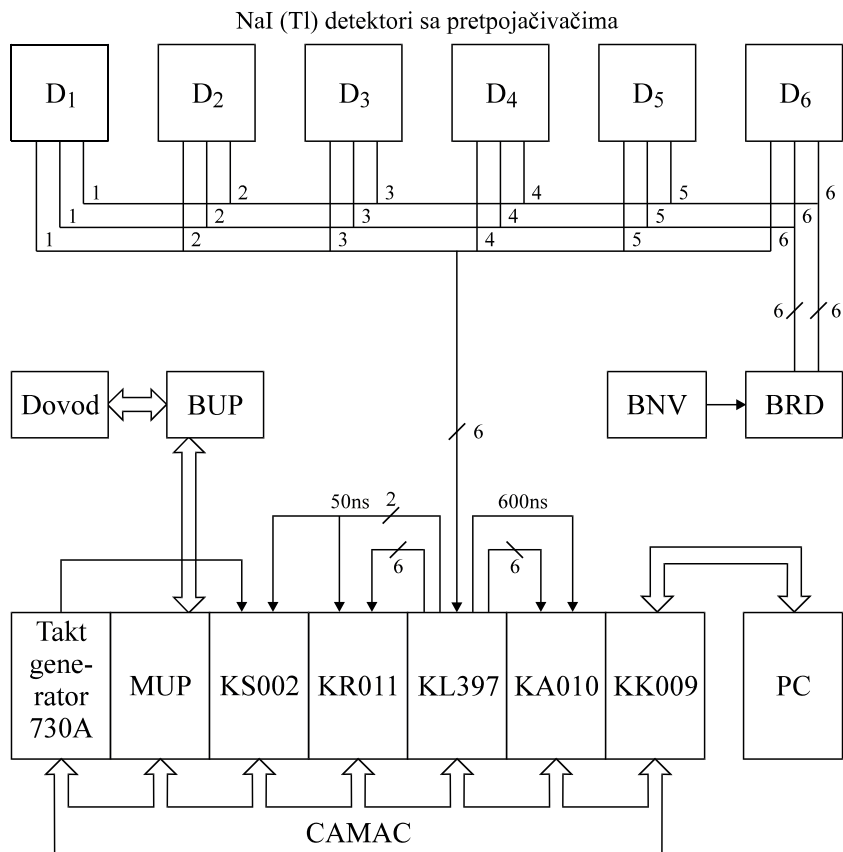 NaI (Tl) detektori sa pretpojačivačima
D1 D2 D3 D4 D5 D6
1 2 3 4 5 6
1 2 3 4 5 6
1 2 3 4 5 6
6 6
Dovod BUP BNV BRD
6
50ns 2 600ns
6 6
Takt
gene-
rator
730A
MUP KS002 KR011 KL397 KA010 KK009 PC
CAMAC